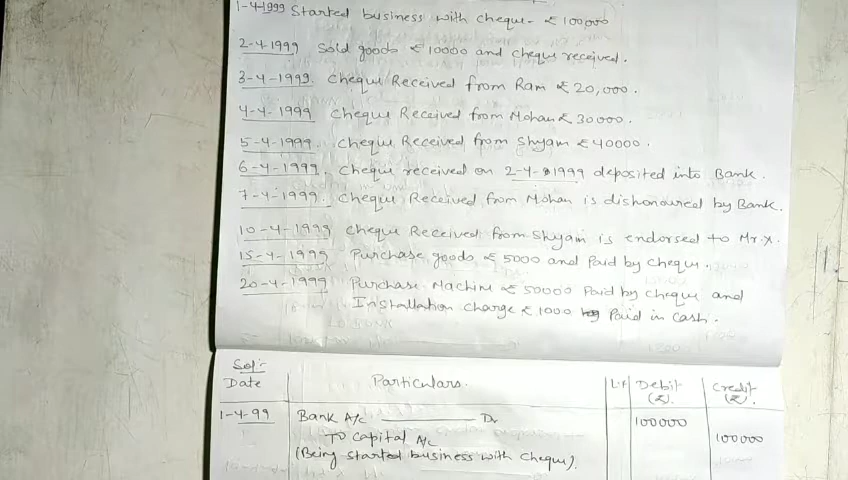 1-4-1999 Started business with cheque - ₹ 100000
2-4-1999 Sold goods ₹ 10000 and cheque received.
3-4-1999. Cheque Received from Ram ₹ 20,000.
4-4-1999 Cheque Received from Mohan ₹ 30000.
5-4-1999. Cheque Received from Shyam ₹ 40000.
6-4-1999. Cheque received on 2-4-1999 deposited into Bank.
7-4-1999. Cheque Received from Mohan is dishonoured by Bank.
10-4-1999 Cheque Received from Shyam is endorsed to Mr. X.
15-4-1999 Purchase goods ₹ 5000 and Paid by cheque.
20-4-1999 Purchase Machine ₹ 50000 Paid by cheque and
Installation charge ₹ 1000 Paid in cash.
Sol:-
Date Particulars. L.F Debit (₹). Credit (₹).
1-4-99 Bank A/c Dr 100000
To Capital A/c 100000
(Being started business with cheque).